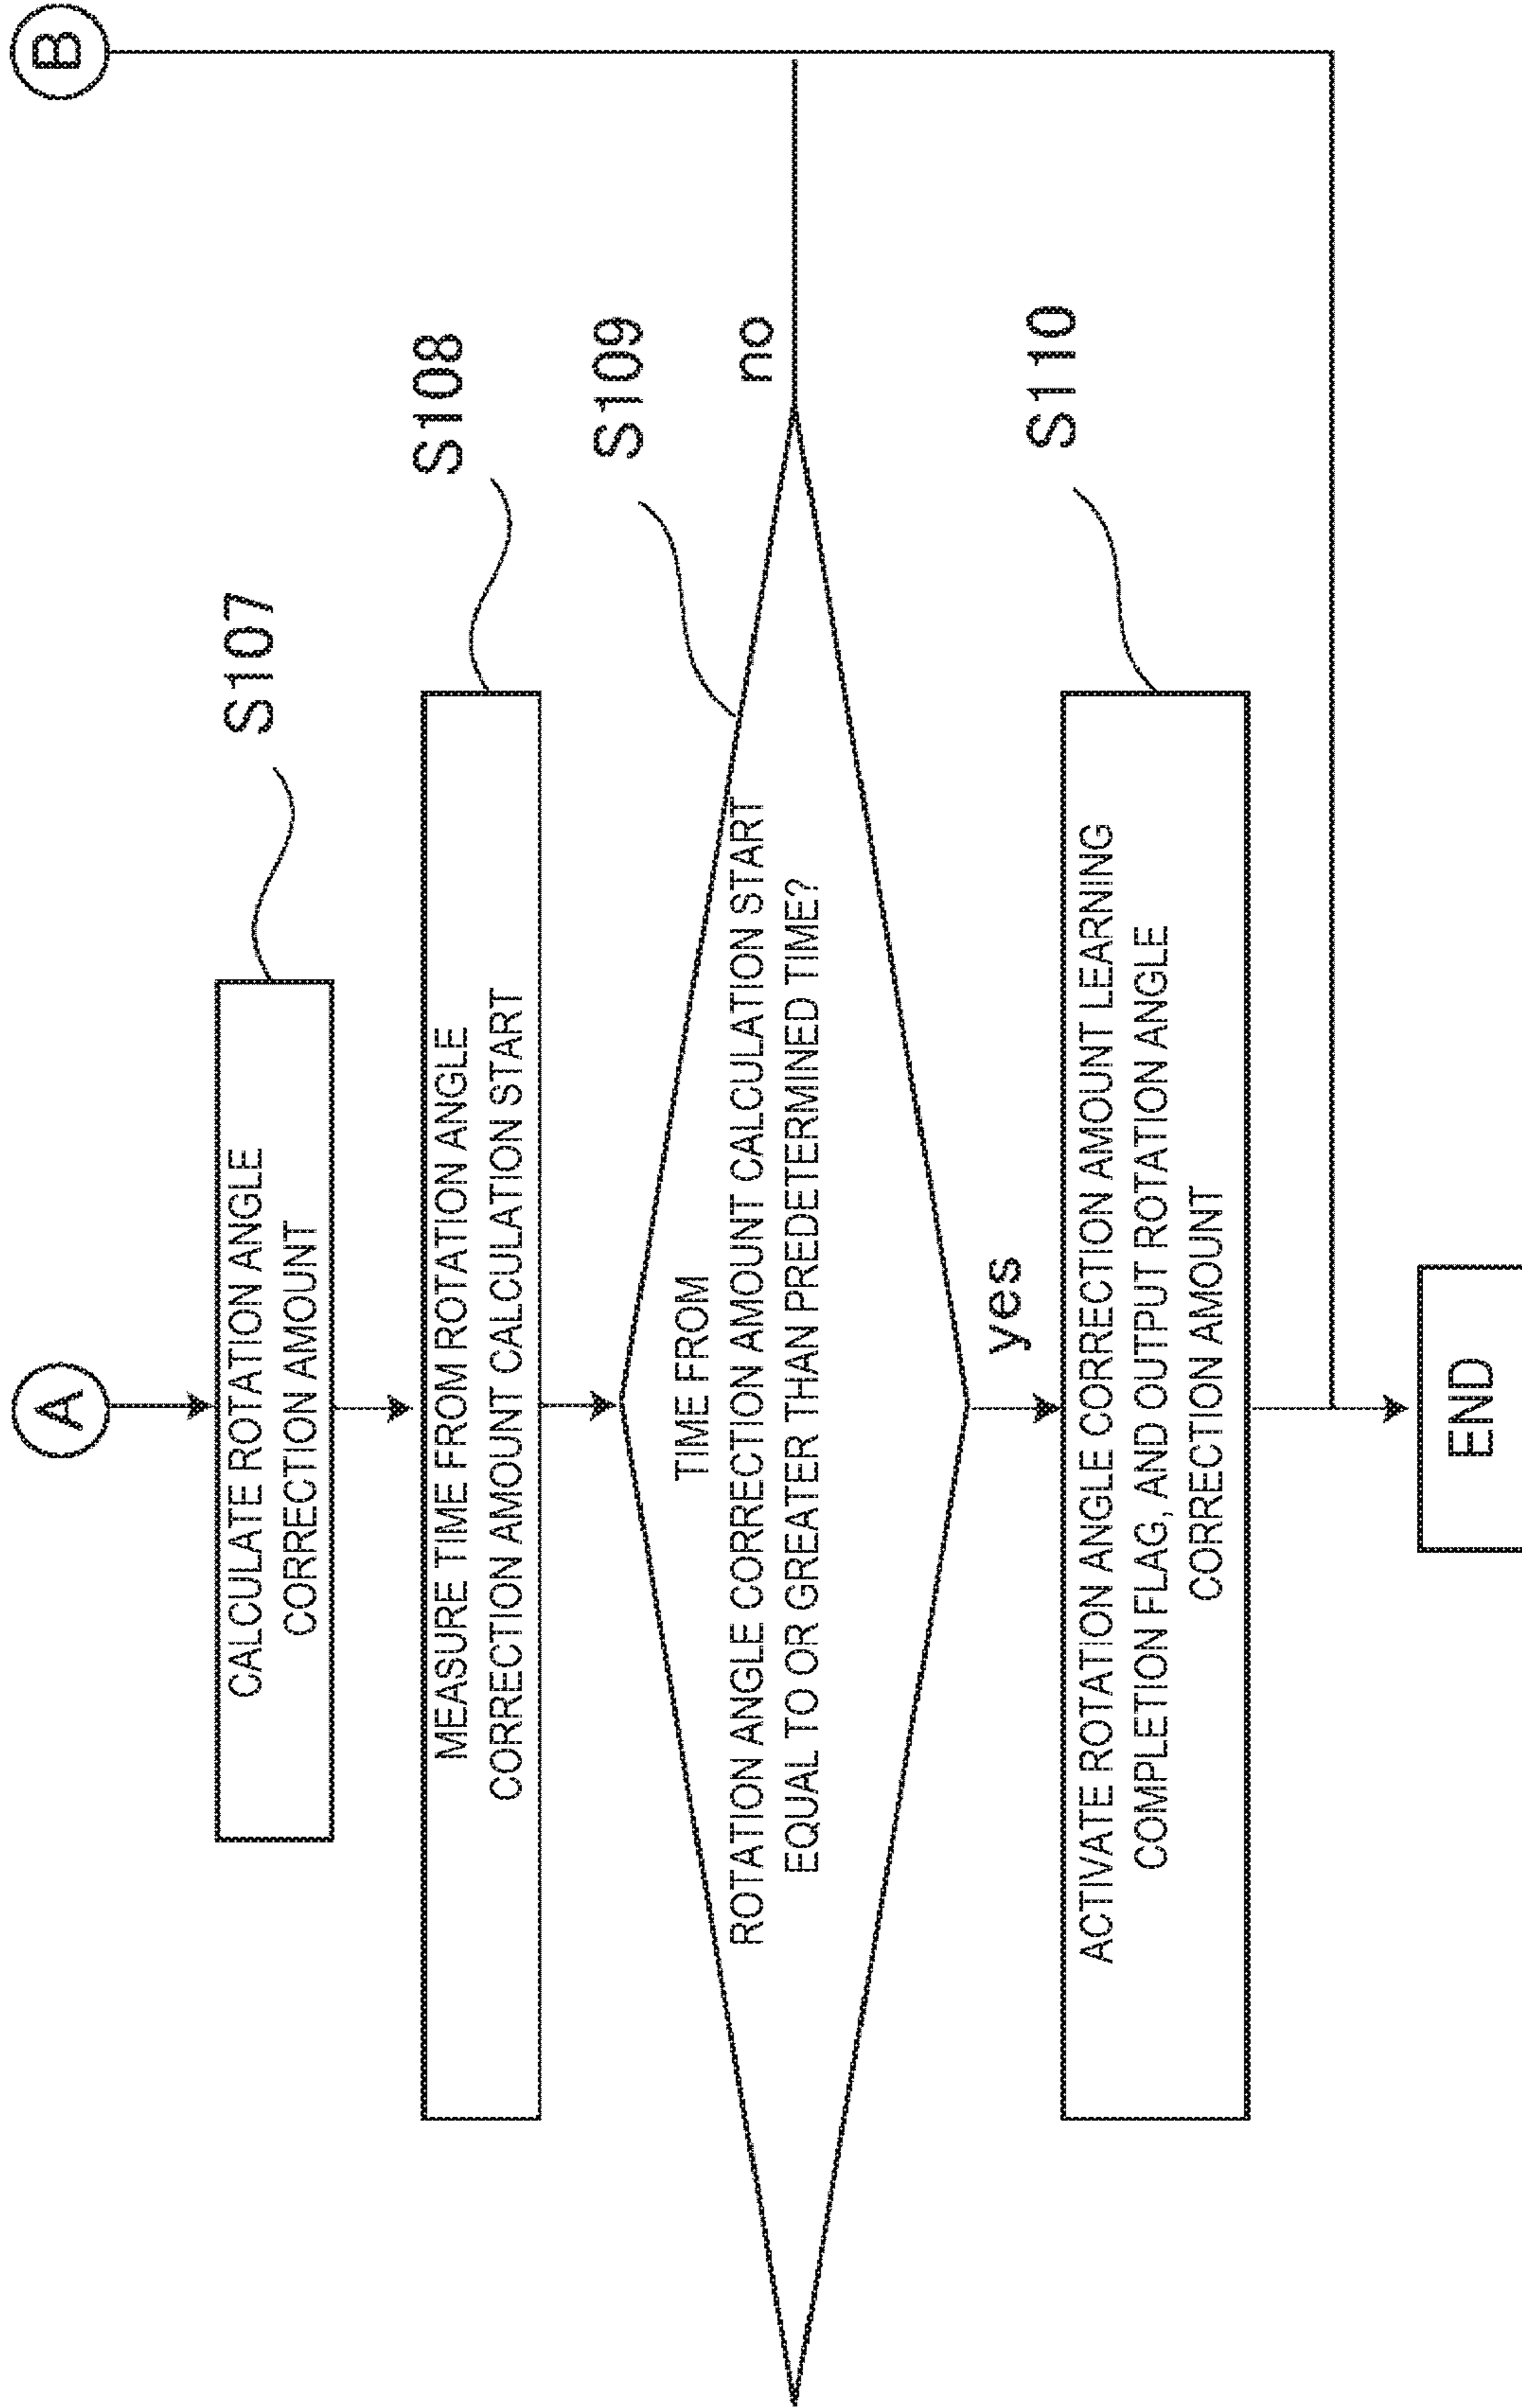 A
B
CALCULATE ROTATION ANGLE
CORRECTION AMOUNT
S107
MEASURE TIME FROM ROTATION ANGLE
CORRECTION AMOUNT CALCULATION START
S108
TIME FROM
ROTATION ANGLE CORRECTION AMOUNT CALCULATION START
EQUAL TO OR GREATER THAN PREDETERMINED TIME?
S109
no
yes
ACTIVATE ROTATION ANGLE CORRECTION AMOUNT LEARNING
COMPLETION FLAG, AND OUTPUT ROTATION ANGLE
CORRECTION AMOUNT
S110
END